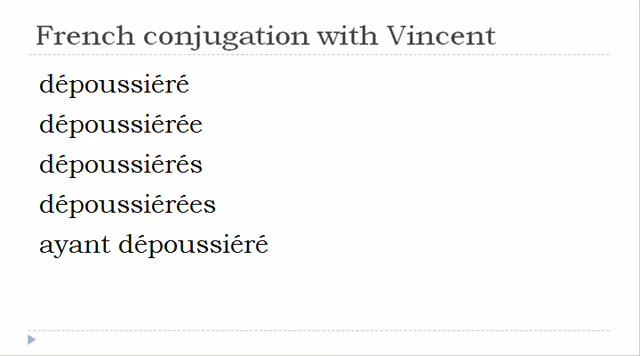 French conjugation with Vincent
dépoussiéré
dépoussiérée
dépoussiérés
dépoussiérées
ayant dépoussiéré